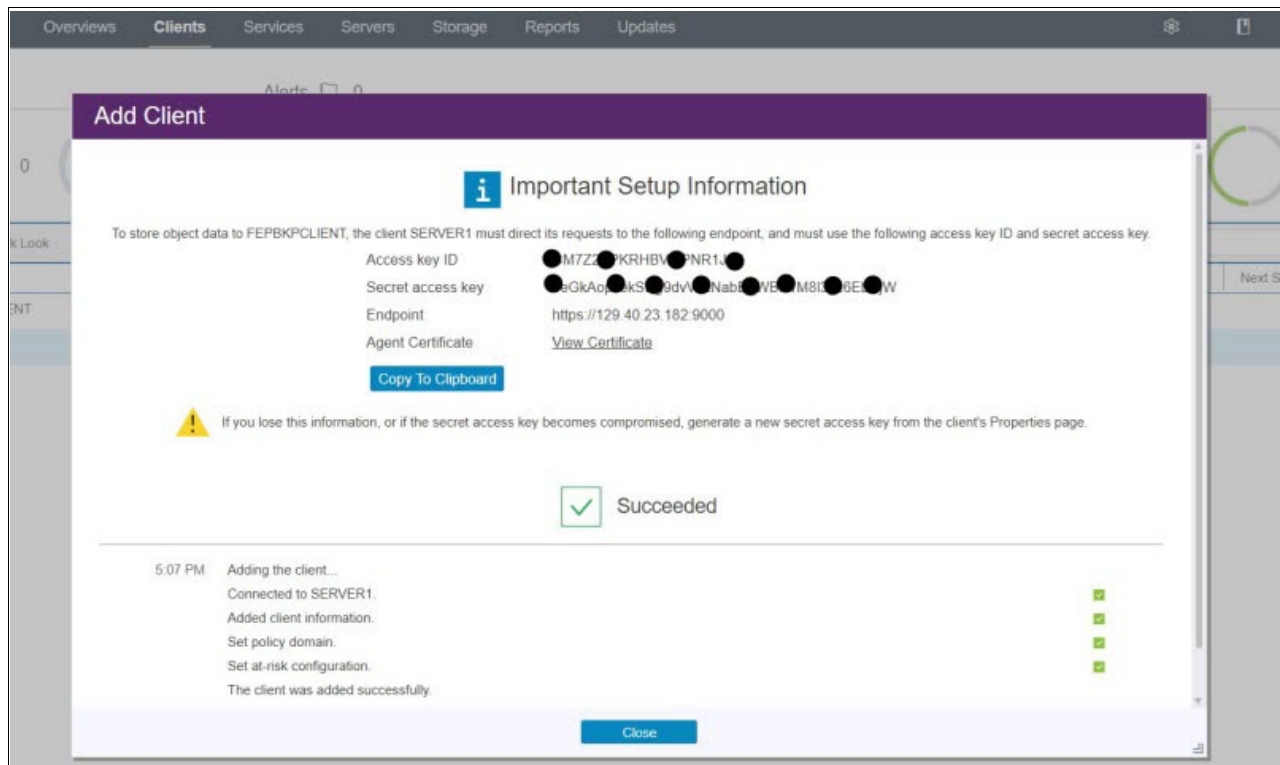 Overviews Clients Services Servers Storage Reports Updates
Alerts 0
Add Client
0
Important Setup Information
To store object data to FEPBKPCLIENT, the client SERVER1 must direct its requests to the following endpoint, and must use the following access key ID and secret access key.
Look
Access key ID
Secret access key
Next
Endpoint https://129.40.23.182:9000
Agent Certificate View Certificate
Copy To Clipboard
If you lose this information, or if the secret access key becomes compromised, generate a new secret access key from the client's Properties page.
Succeeded
5:07 PM Adding the client...
Connected to SERVER1.
Added client information.
Set policy domain.
Set at-risk configuration.
The client was added successfully.
Close